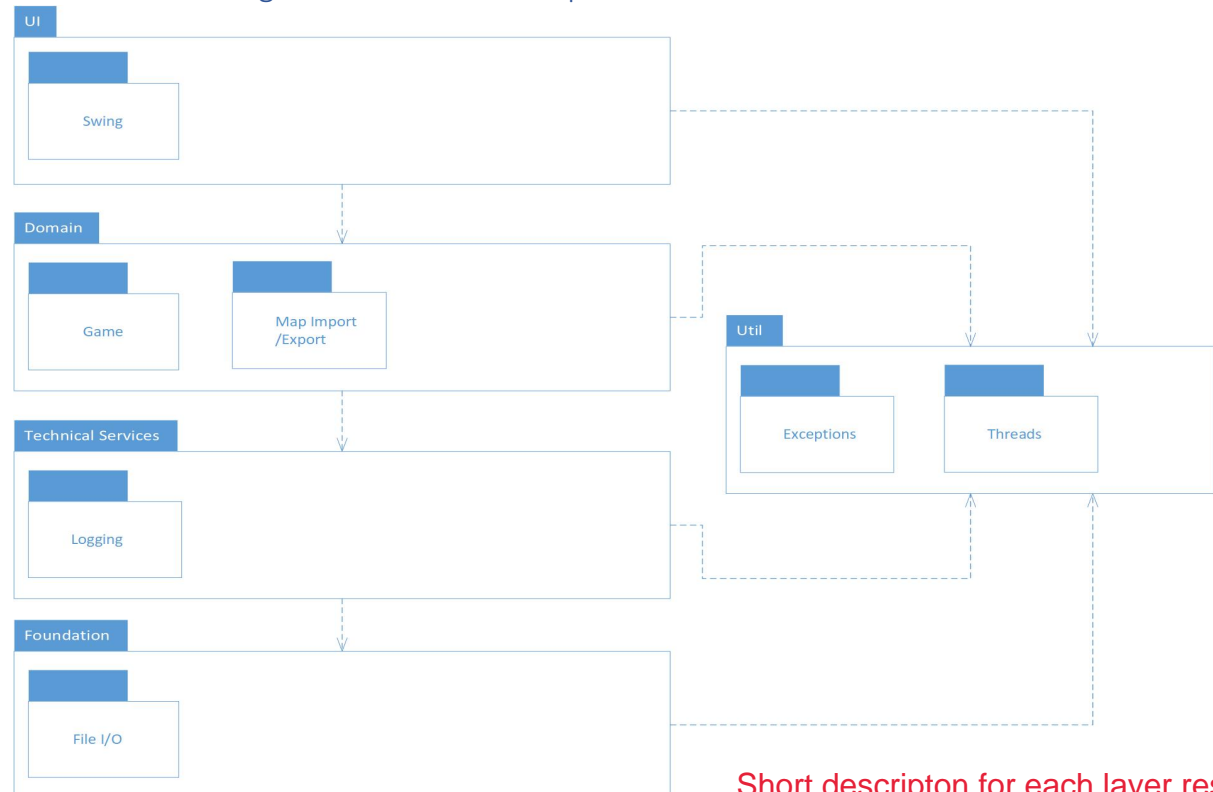 UI
Swing
Domain
Game
Map Import
/Export
Util
Exceptions
Threads
Technical Services
Logging
Foundation
File I/O
Short descripton for each layer res